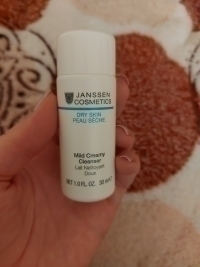 JANSSEN
COSMETICS
DRY SKIN
PEAU SÈCHE
Mild Creamy
Cleanser
Lait Nettoyant
Doux
NET 1.0 FL. OZ. 30 ml e